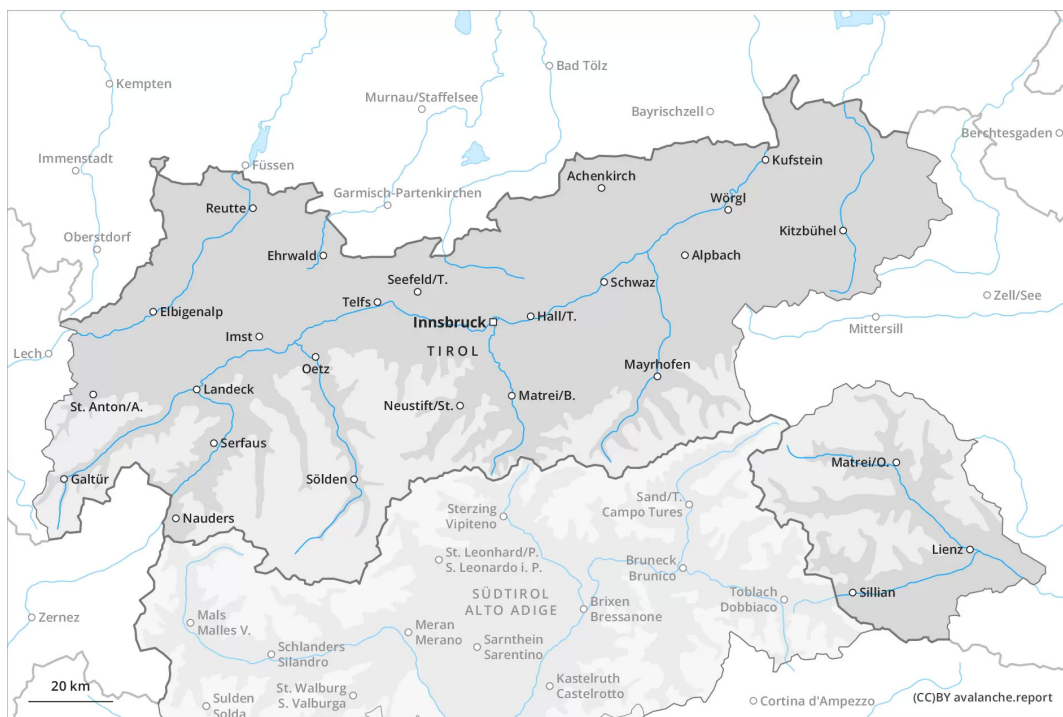 Kempten
Bad Tölz
Murnau/Staffelsee
Bayrischzell
Berchtesgaden
Immenstadt
Füssen
Kufstein
Achenkirch
Garmisch-Partenkirchen
Reutte
Wörgl
Oberstdorf
Kitzbühel
Ehrwald
Alpbach
Seefeld/T.
Schwaz
Zell/See
Telfs
Elbigenalp
Innsbruck
Hall/T.
Mittersill
Imst
TIROL
Lech
Oetz
Mayrhofen
Landeck
St. Anton/A.
Neustift/St.
Matrei/B.
Serfaus
Matrei/O.
Galtür
Sölden
Sand/T.
Campo Tures
Nauders
Sterzing
Vipiteno
Lienz
St. Leonhard/P.
S. Leonardo i. P.
Bruneck
Brunico
SÜDTIROL
ALTO ADIGE
Toblach
Dobbiaco
Sillian
Brixen
Bressanone
Zernez
Mals
Malles V.
Meran
Merano
Sarnthein
Sarentino
Schlanders
Silandro
Kastelruth
Castelrotto
20 km
St. Walburg
S. Valburga
Sulden
Solda
Cortina d'Ampezzo
(CC)BY avalanche.report